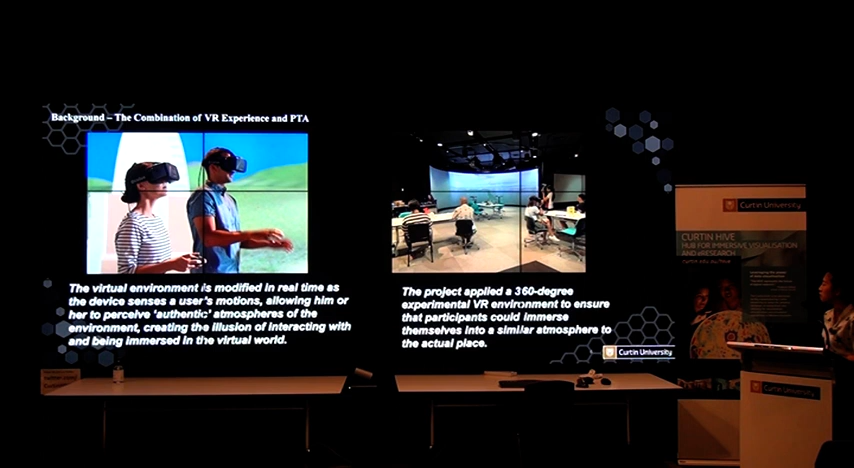 Background – The Combination of VR Experience and PTA
The virtual environment is modified in real time as
the device senses a user's motions, allowing him or
her to perceive 'authentic' atmospheres of the
environment, creating the illusion of interacting with
and being immersed in the virtual world.
The project applied a 360-degree
experimental VR environment to ensure
that participants could immerse
themselves into a similar atmosphere to
the actual place.
Curtin University
Curtin University
CURTIN HIVE
HUB FOR IMMERSIVE VISUALISATION
AND eRESEARCH
Curtin University